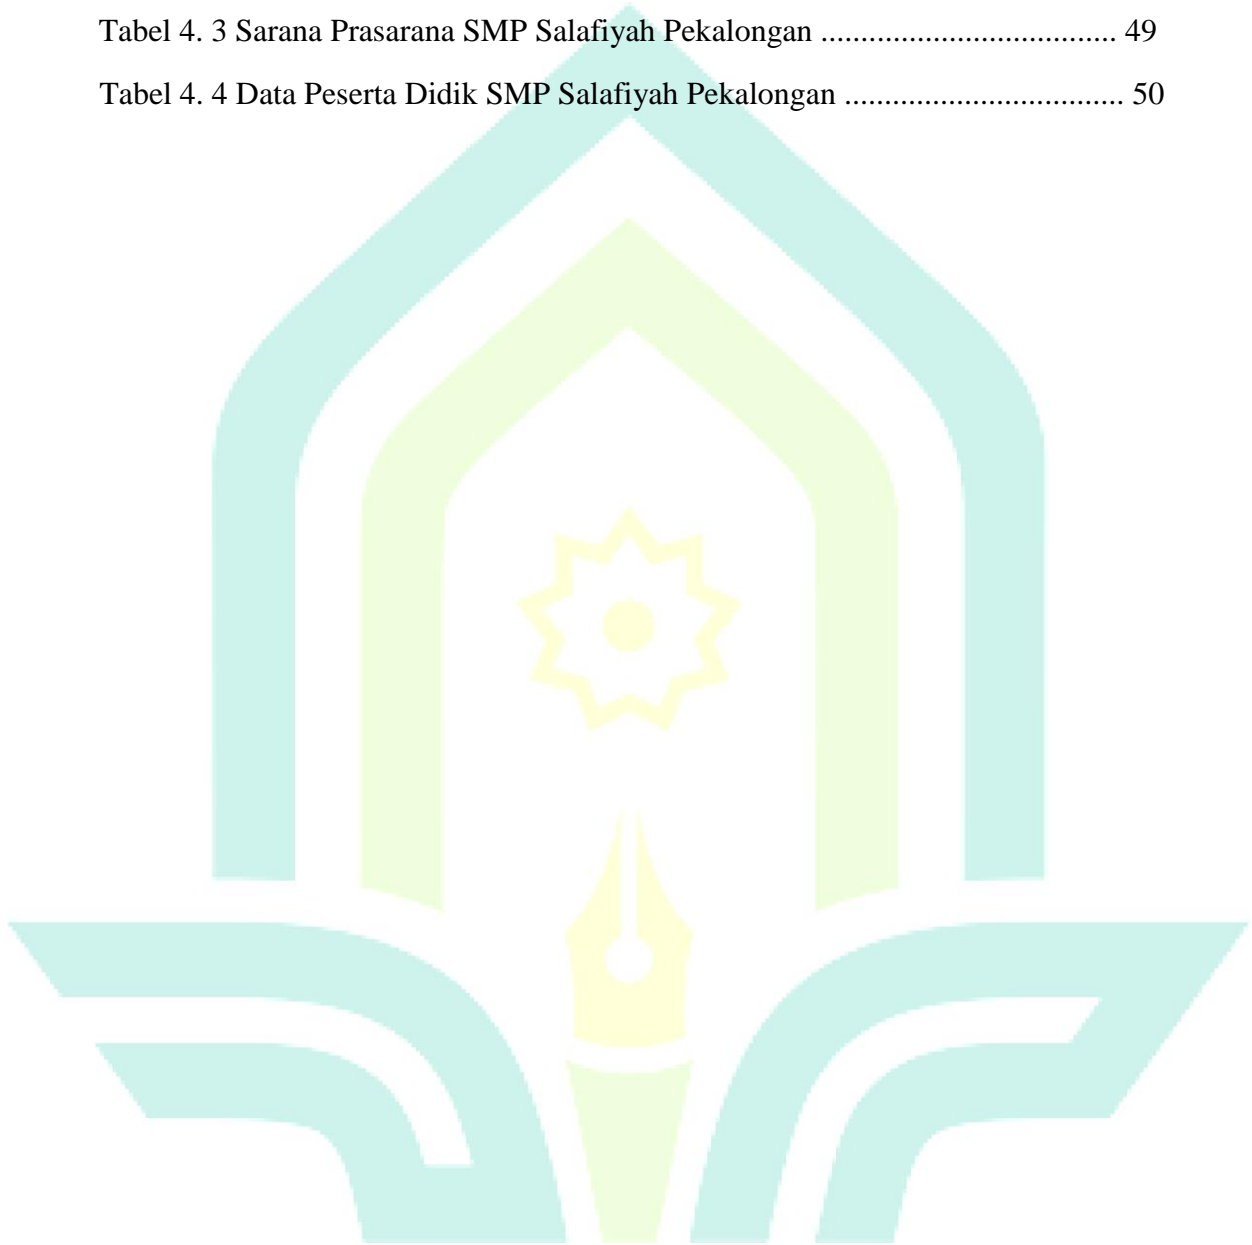 Tabel 4. 3 Sarana Prasarana SMP Salafiyah Pekalongan ..................................... 49
Tabel 4. 4 Data Peserta Didik SMP Salafiyah Pekalongan ................................... 50